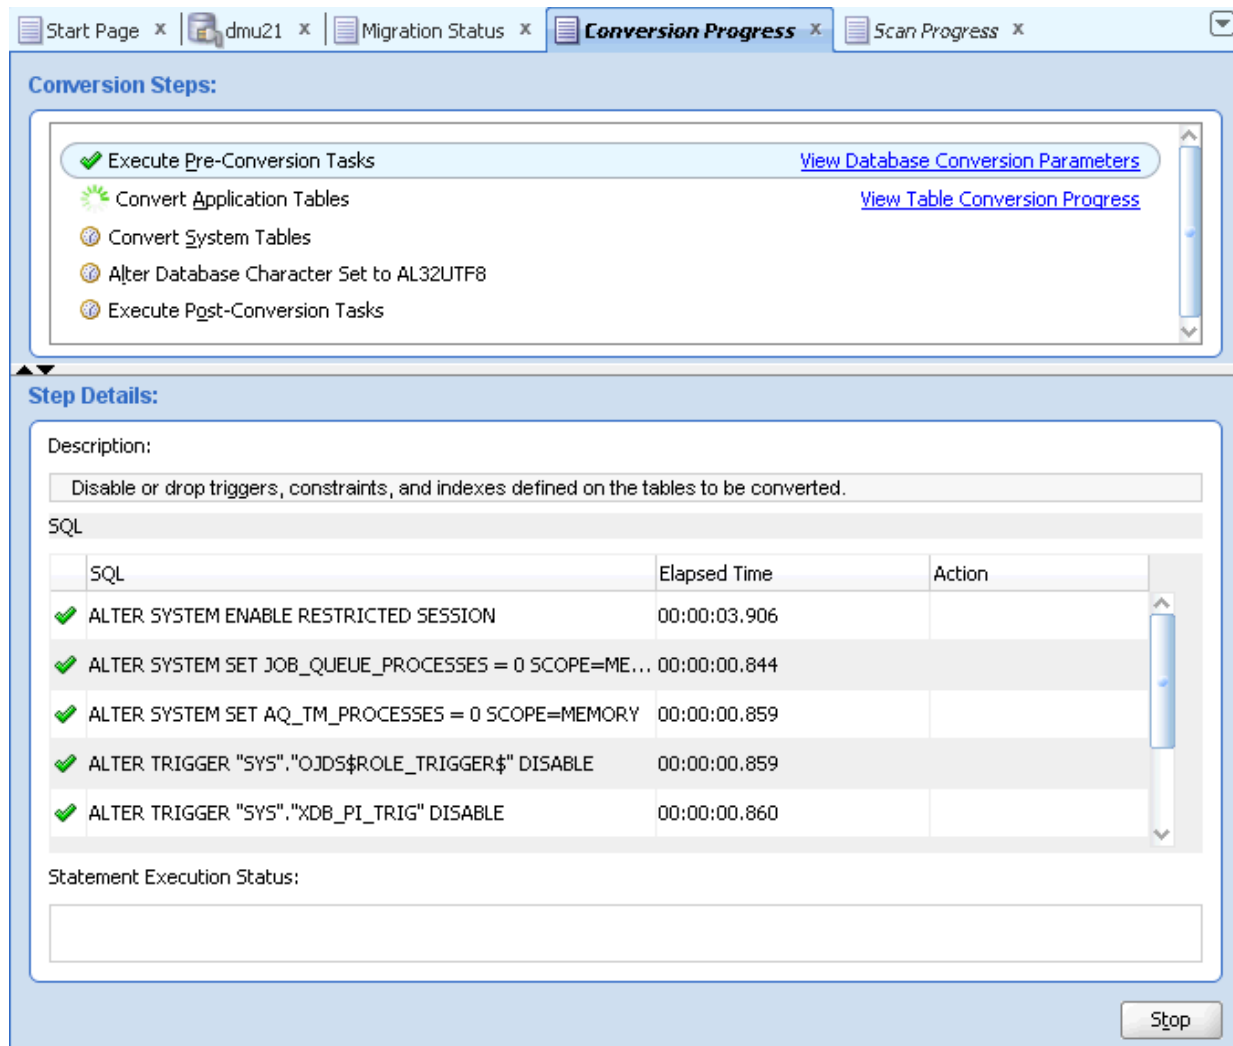 Start Page x dmu21 x Migration Status x Conversion Progress x Scan Progress x
Conversion Steps:
Execute Pre-Conversion Tasks View Database Conversion Parameters
Convert Application Tables View Table Conversion Progress
Convert System Tables
Alter Database Character Set to AL32UTF8
Execute Post-Conversion Tasks
Step Details:
Description:
Disable or drop triggers, constraints, and indexes defined on the tables to be converted.
SQL
SQL Elapsed Time Action
ALTER SYSTEM ENABLE RESTRICTED SESSION 00:00:03.906
ALTER SYSTEM SET JOB_QUEUE_PROCESSES = 0 SCOPE=ME... 00:00:00.844
ALTER SYSTEM SET AQ_TM_PROCESSES = 0 SCOPE=MEMORY 00:00:00.859
ALTER TRIGGER "SYS"."OJDS$ROLE_TRIGGER$" DISABLE 00:00:00.859
ALTER TRIGGER "SYS"."XDB_PI_TRIG" DISABLE 00:00:00.860
Statement Execution Status:
Stop